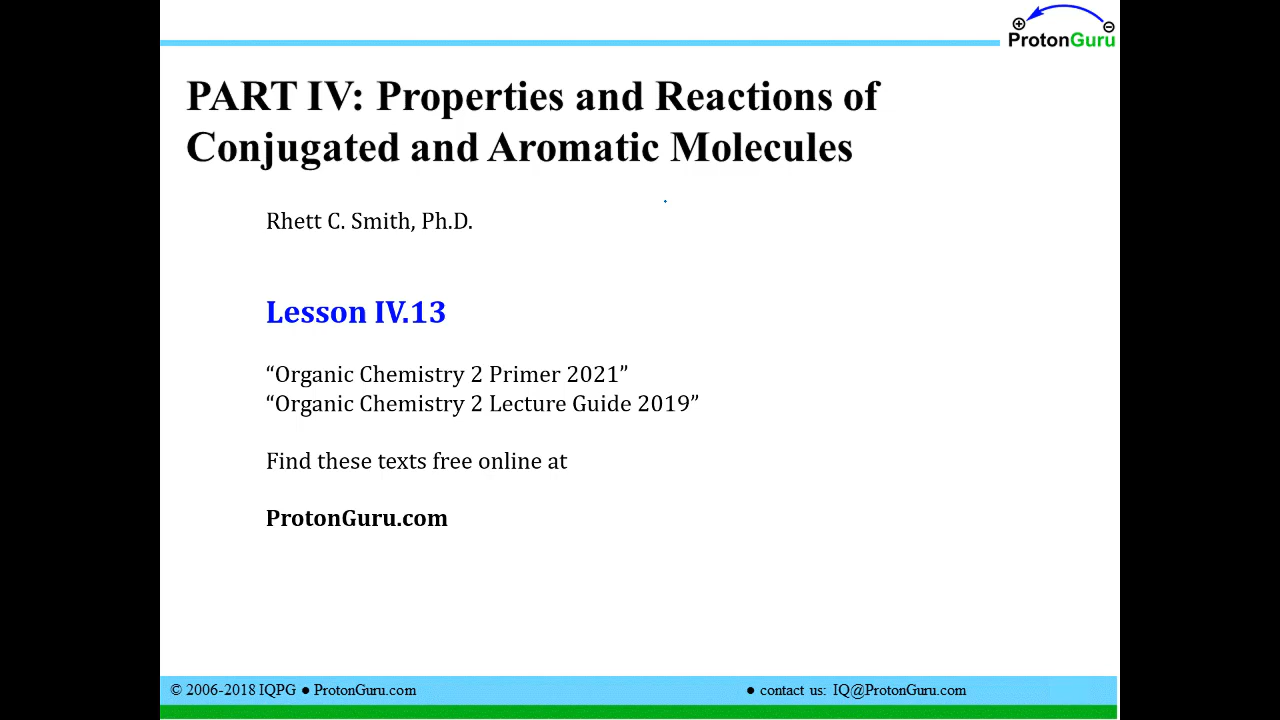 ⊕ ⊖
ProtonGuru
PART IV: Properties and Reactions of
Conjugated and Aromatic Molecules
Rhett C. Smith, Ph.D.
Lesson IV.13
“Organic Chemistry 2 Primer 2021”
“Organic Chemistry 2 Lecture Guide 2019”
Find these texts free online at
ProtonGuru.com
© 2006-2018 IQPG ● ProtonGuru.com
● contact us: IQ@ProtonGuru.com